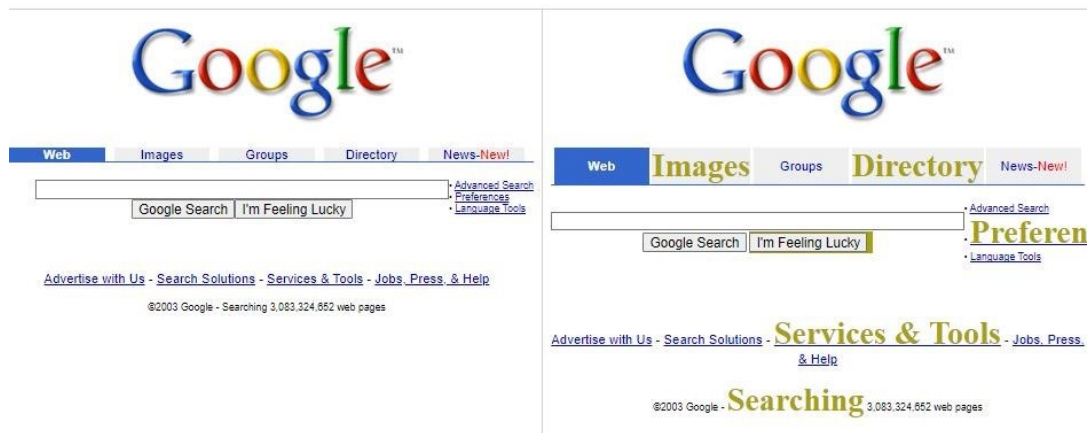 Google™
Web Images Groups Directory News-New!
• Advanced Search
• Preferences
• Language Tools
Google Search I'm Feeling Lucky
Advertise with Us - Search Solutions - Services & Tools - Jobs, Press, & Help
©2003 Google - Searching 3,083,324,652 web pages
Google™
Web Images Groups Directory News-New!
• Advanced Search
• Preferen
• Language Tools
Google Search I'm Feeling Lucky
Advertise with Us - Search Solutions - Services & Tools - Jobs, Press,
& Help
©2003 Google - Searching 3,083,324,652 web pages